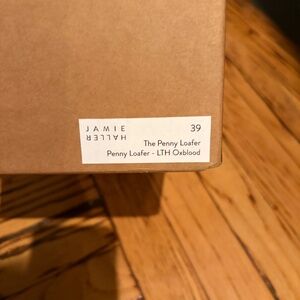 JAMIE
HALLER
39
The Penny Loafer
Penny Loafer - LTH Oxblood